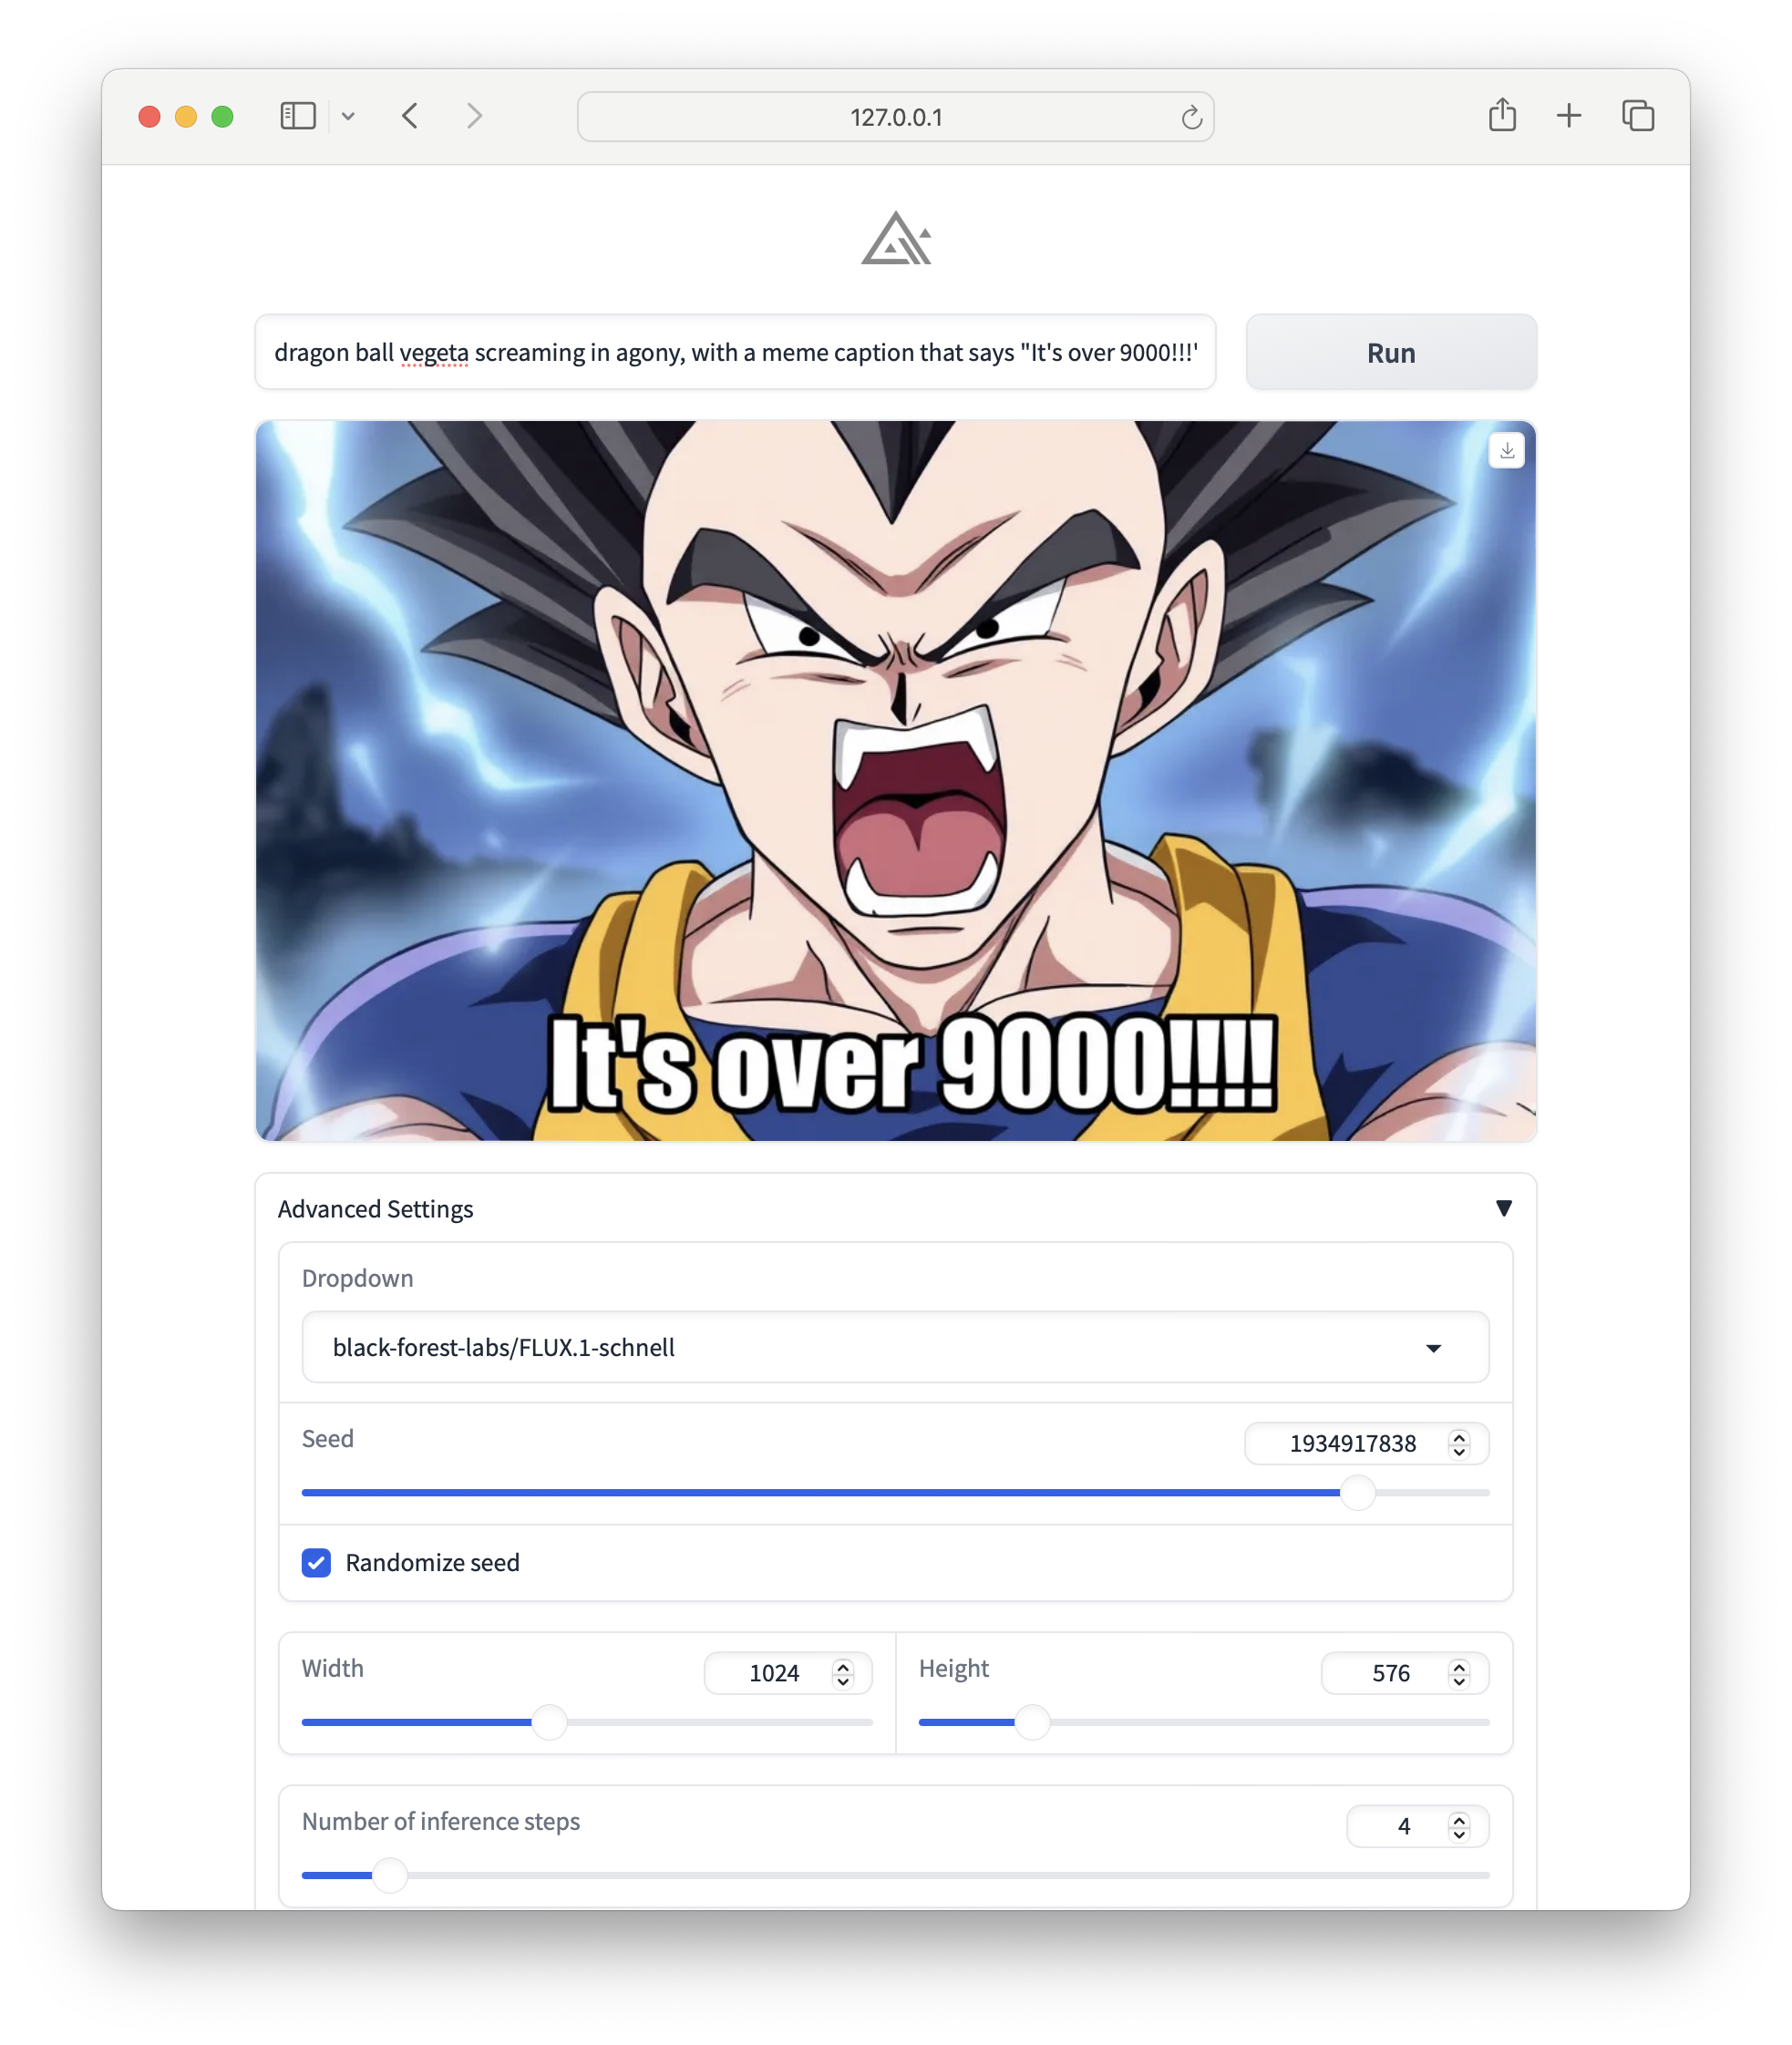 127.0.0.1
dragon ball vegeta screaming in agony, with a meme caption that says "It's over 9000!!!'
Run
It's over 9000!!!!
Advanced Settings
Dropdown
black-forest-labs/FLUX.1-schnell
Seed
1934917838
Randomize seed
Width
1024
Height
576
Number of inference steps
4